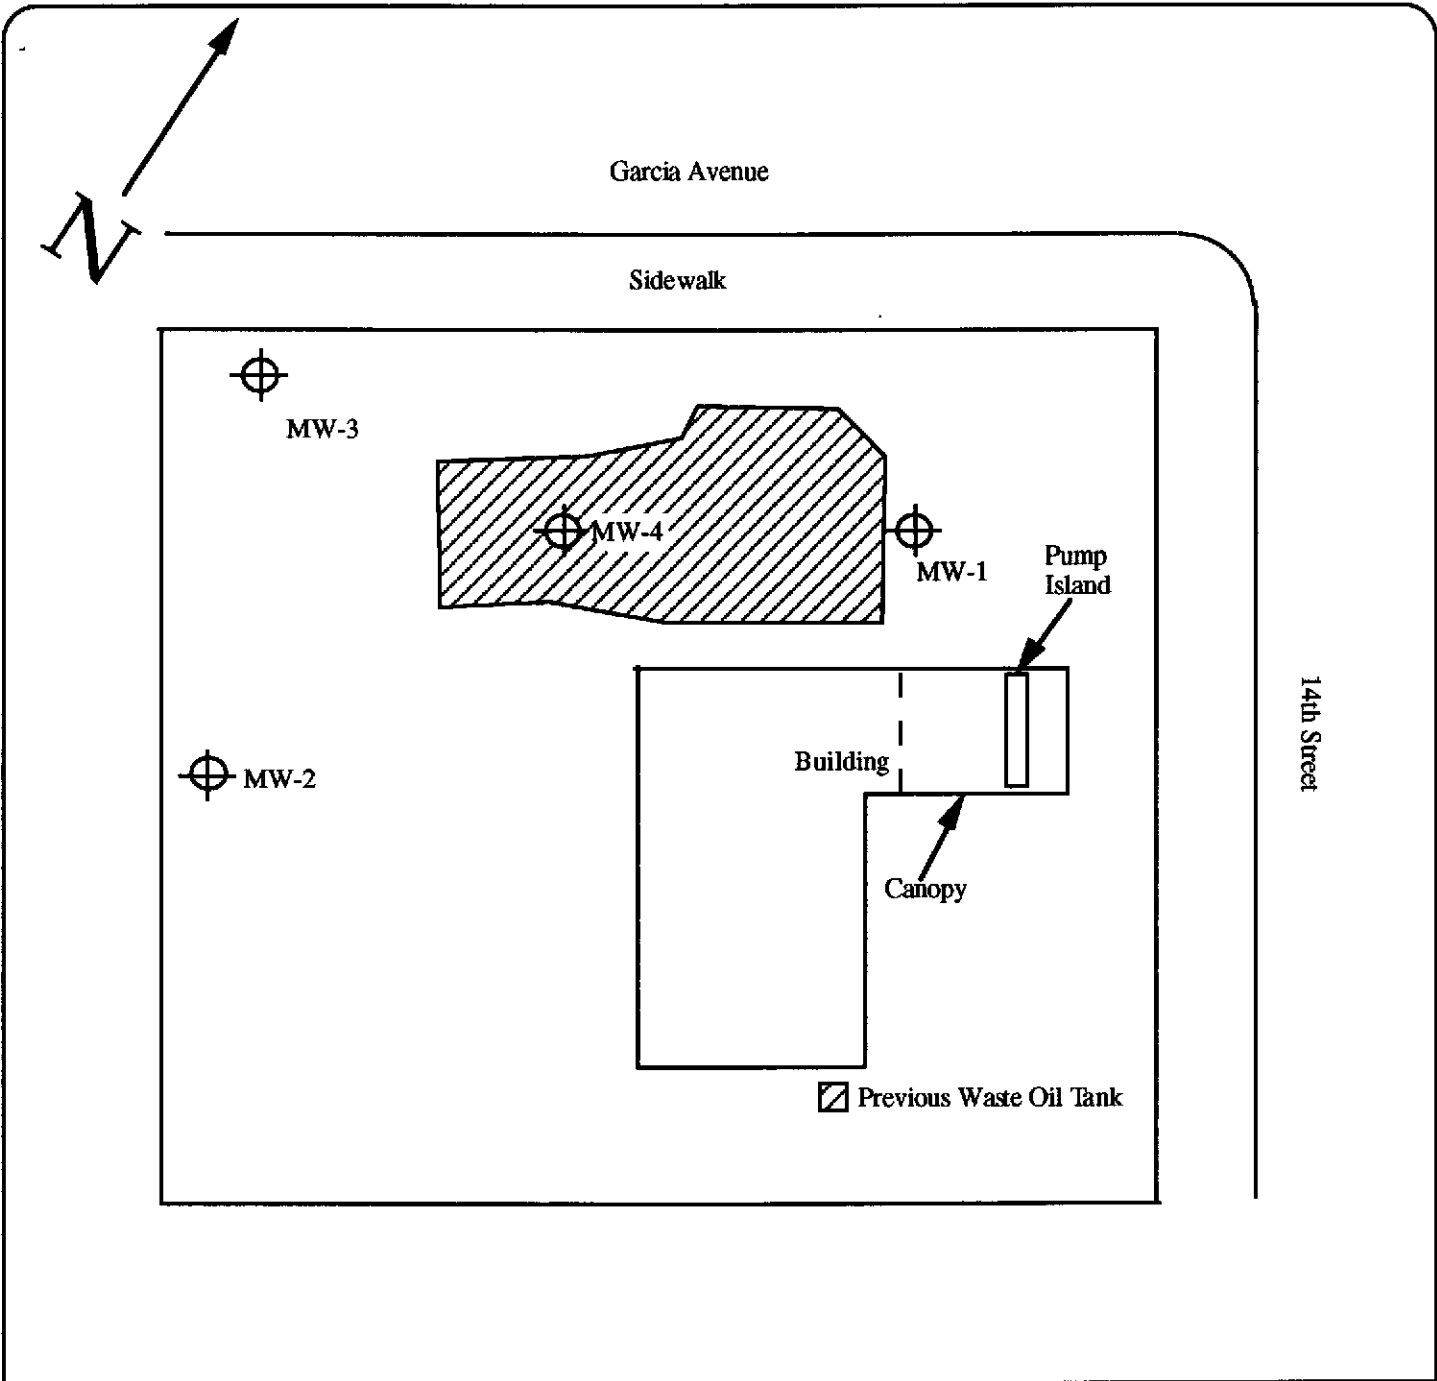 N
Garcia Avenue
Sidewalk
MW-3
MW-4
MW-1
Pump
Island
14th Street
Building
MW-2
Canopy
Previous Waste Oil Tank